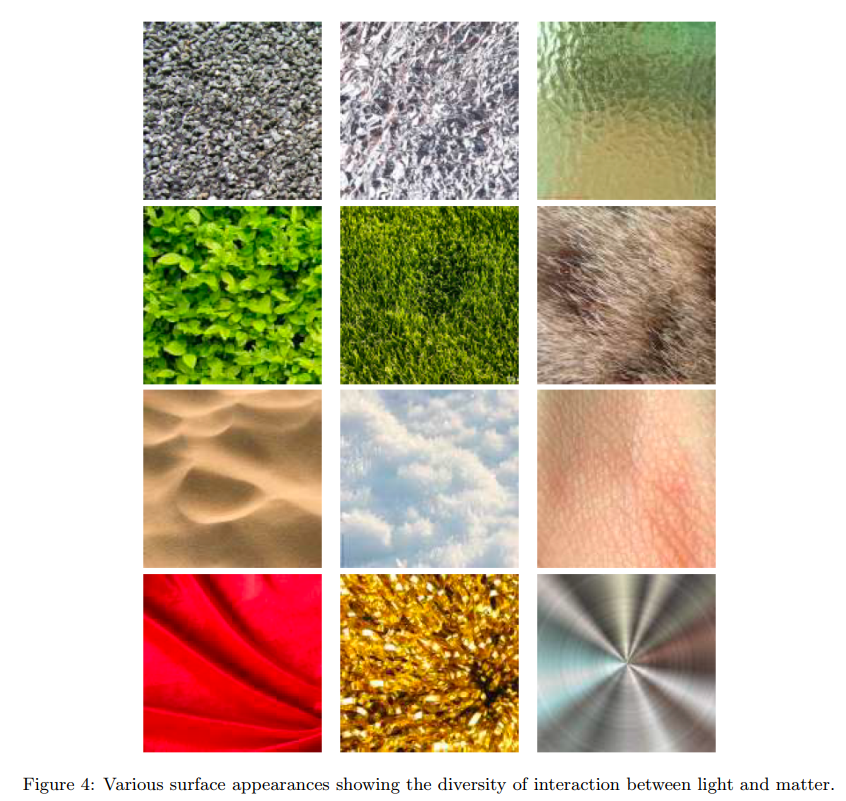 Figure 4: Various surface appearances showing the diversity of interaction between light and matter.